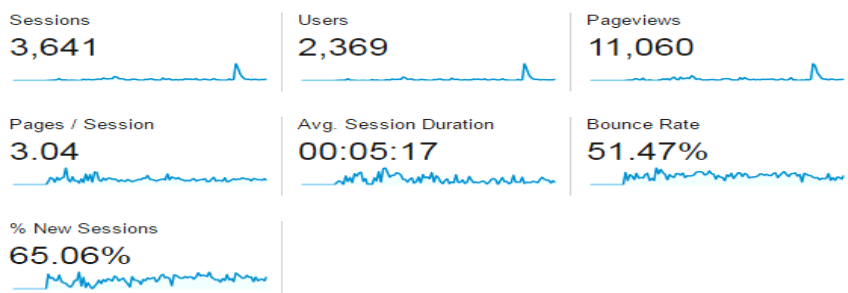 Sessions
3,641
Users
2,369
Pageviews
11,060
Pages / Session
3.04
Avg. Session Duration
00:05:17
Bounce Rate
51.47%
% New Sessions
65.06%